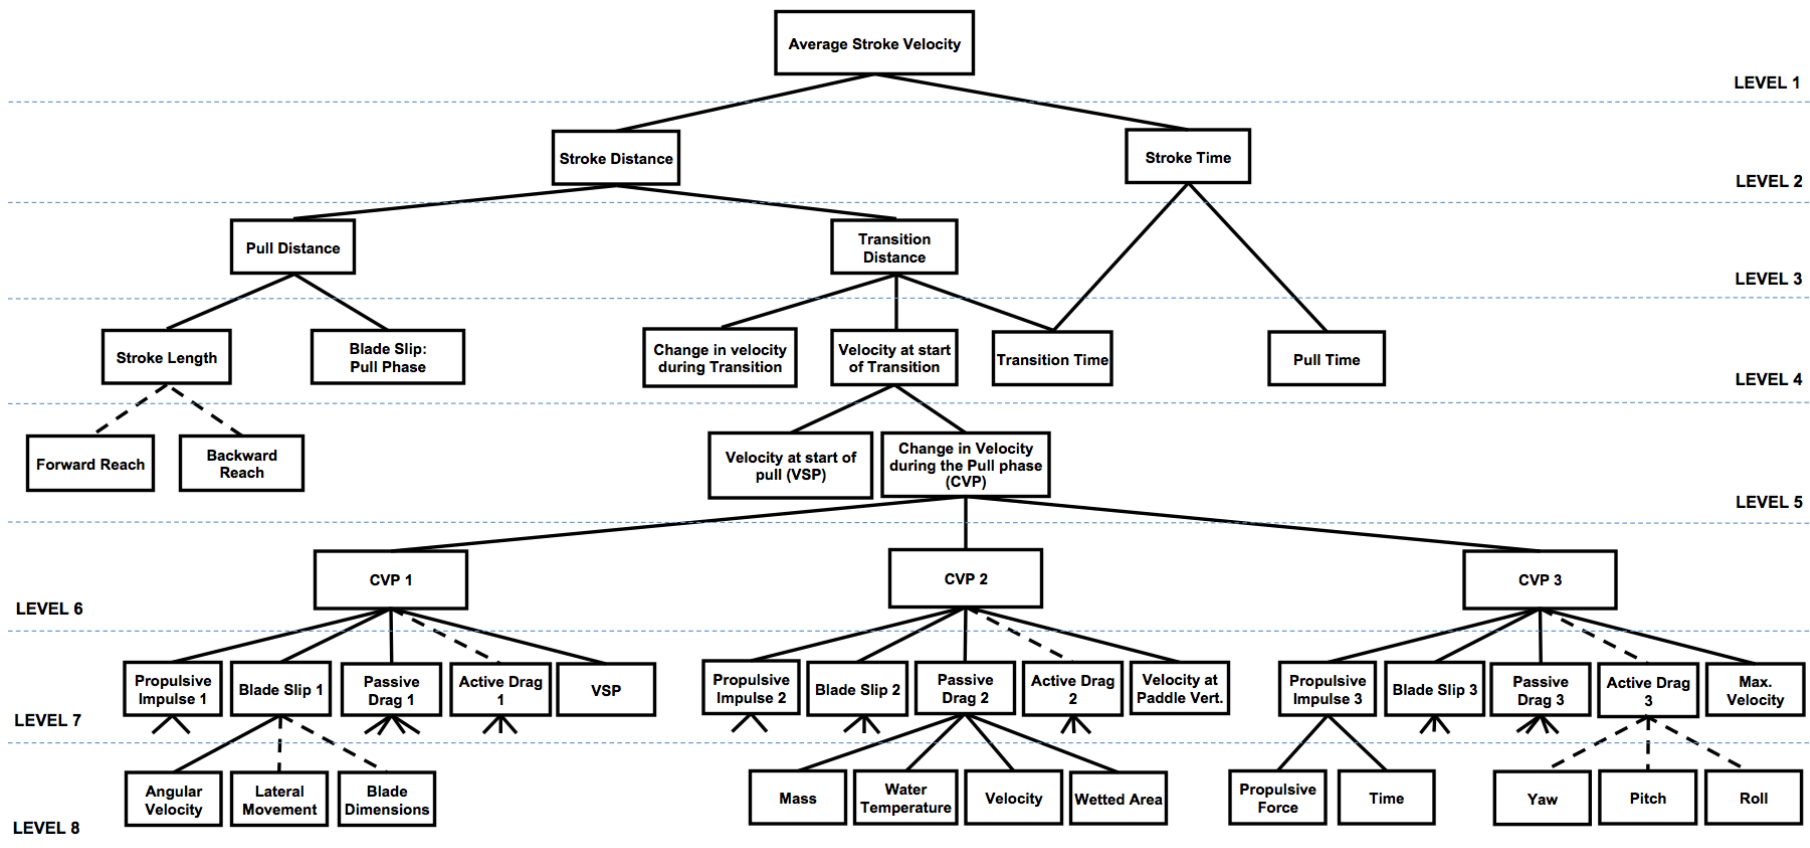 Average Stroke Velocity
LEVEL 1
Stroke Distance
Stroke Time
LEVEL 2
Pull Distance
Transition
Distance
LEVEL 3
Stroke Length
Blade Slip:
Pull Phase
Change in velocity
during Transition
Velocity at start
of Transition
Transition Time
Pull Time
LEVEL 4
Forward Reach
Backward
Reach
Velocity at start of
pull (VSP)
Change in Velocity
during the Pull phase
(CVP)
LEVEL 5
CVP 1
CVP 2
CVP 3
LEVEL 6
Propulsive
Impulse 1
Blade Slip 1
Passive
Drag 1
Active Drag
1
VSP
Propulsive
Impulse 2
Blade Slip 2
Passive
Drag 2
Active Drag
2
Velocity at
Paddle Vert.
Propulsive
Impulse 3
Blade Slip 3
Passive
Drag 3
Active Drag
3
Max.
Velocity
LEVEL 7
Angular
Velocity
Lateral
Movement
Blade
Dimensions
Mass
Water
Temperature
Velocity
Wetted Area
Propulsive
Force
Time
Yaw
Pitch
Roll
LEVEL 8